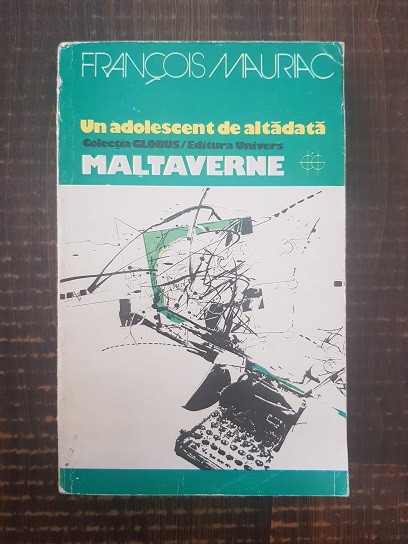 FRANÇOIS MAURIAC
Un adolescent de altădată
Colecția GLOBUS/Editura Univers
MALTAVERNE